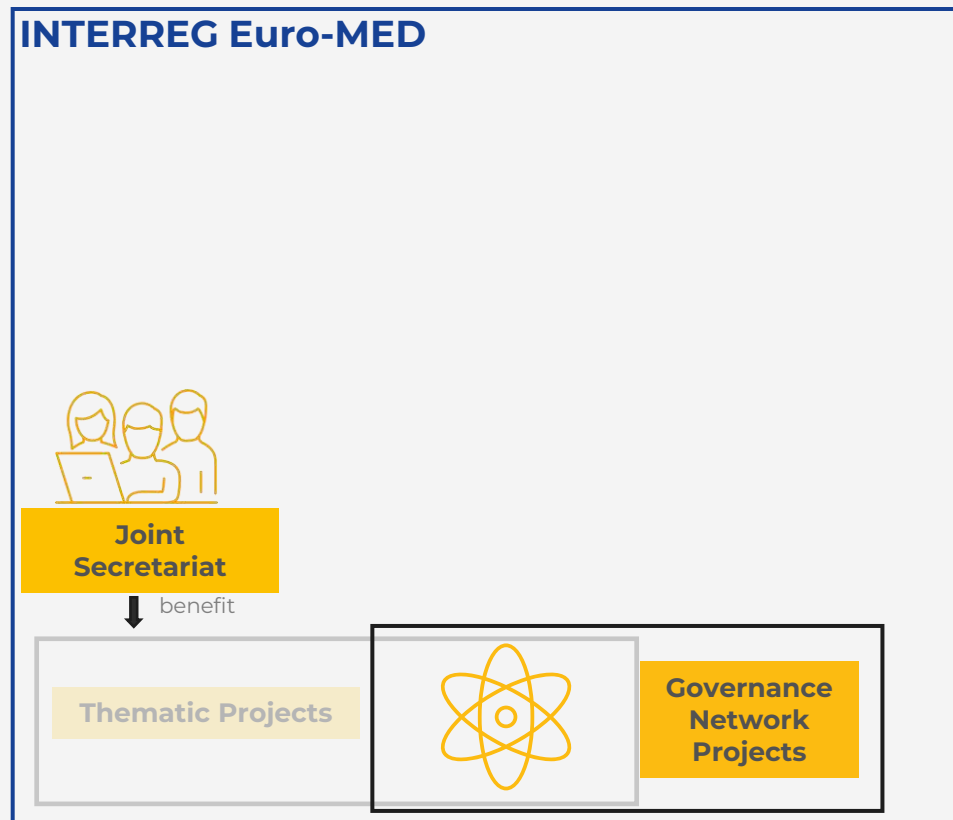 INTERREG Euro-MED
Joint
Secretariat
benefit
Thematic Projects
Governance
Network
Projects